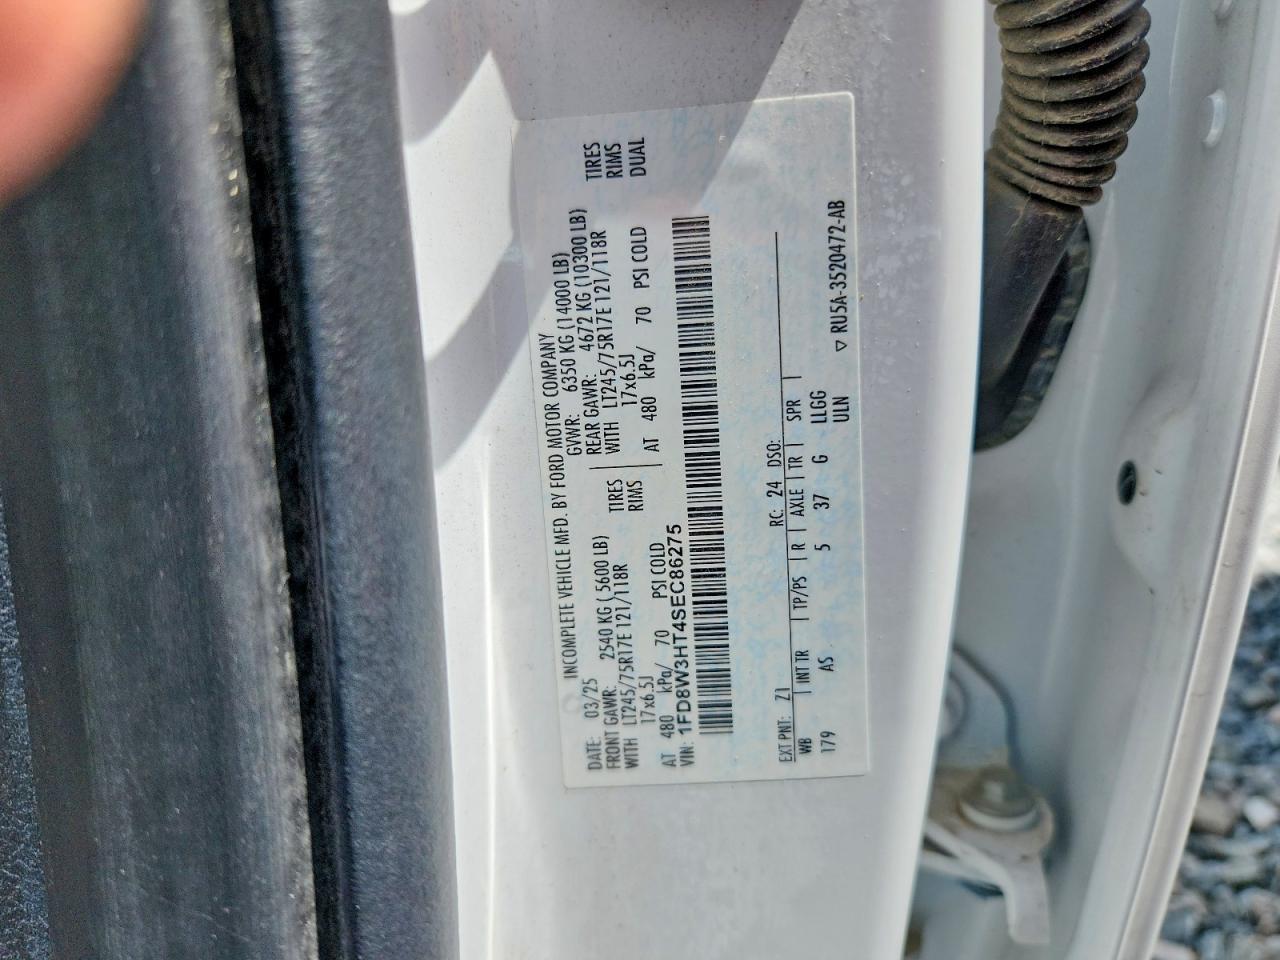 INCOMPLETE VEHICLE MFD. BY FORD MOTOR COMPANY
DATE: 03/25 GVWR: 6350 KG (14000 LB)
FRONT GAWR: 2540 KG ( 5600 LB) REAR GAWR: 4672 KG (10300 LB)
WITH LT245/75R17E 121/118R TIRES WITH LT245/75R17E 121/118R TIRES
17x6.5J RIMS 17x6.5J RIMS
AT 480 kPa/ 70 PSI COLD AT 480 kPa/ 70 PSI COLD DUAL
VIN: 1FD8W3HT4SEC86275
EXT PNT: Z1 RC: 24 DSO:
WB INT TR TP/PS R AXLE TR SPR
179 AS 5 37 G LLGG
ULN
▽ RU5A-3520472-AB